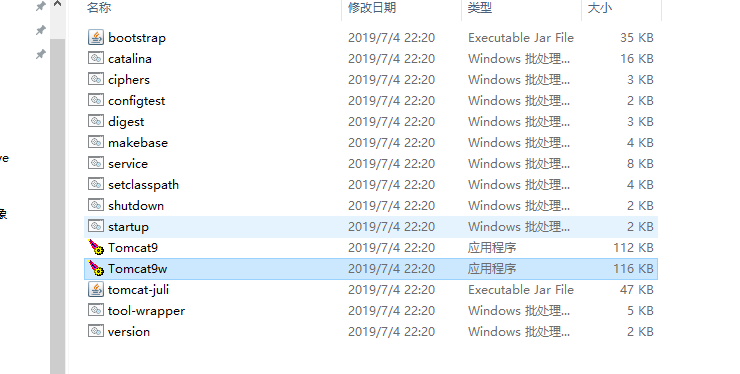 名称 修改日期 类型 大小
bootstrap 2019/7/4 22:20 Executable Jar File 35 KB
catalina 2019/7/4 22:20 Windows 批处理... 16 KB
ciphers 2019/7/4 22:20 Windows 批处理... 3 KB
configtest 2019/7/4 22:20 Windows 批处理... 2 KB
digest 2019/7/4 22:20 Windows 批处理... 3 KB
makebase 2019/7/4 22:20 Windows 批处理... 4 KB
ve service 2019/7/4 22:20 Windows 批处理... 8 KB
setclasspath 2019/7/4 22:20 Windows 批处理... 4 KB
象 shutdown 2019/7/4 22:20 Windows 批处理... 2 KB
startup 2019/7/4 22:20 Windows 批处理... 2 KB
Tomcat9 2019/7/4 22:20 应用程序 112 KB
Tomcat9w 2019/7/4 22:20 应用程序 116 KB
tomcat-juli 2019/7/4 22:20 Executable Jar File 47 KB
tool-wrapper 2019/7/4 22:20 Windows 批处理... 5 KB
version 2019/7/4 22:20 Windows 批处理... 2 KB